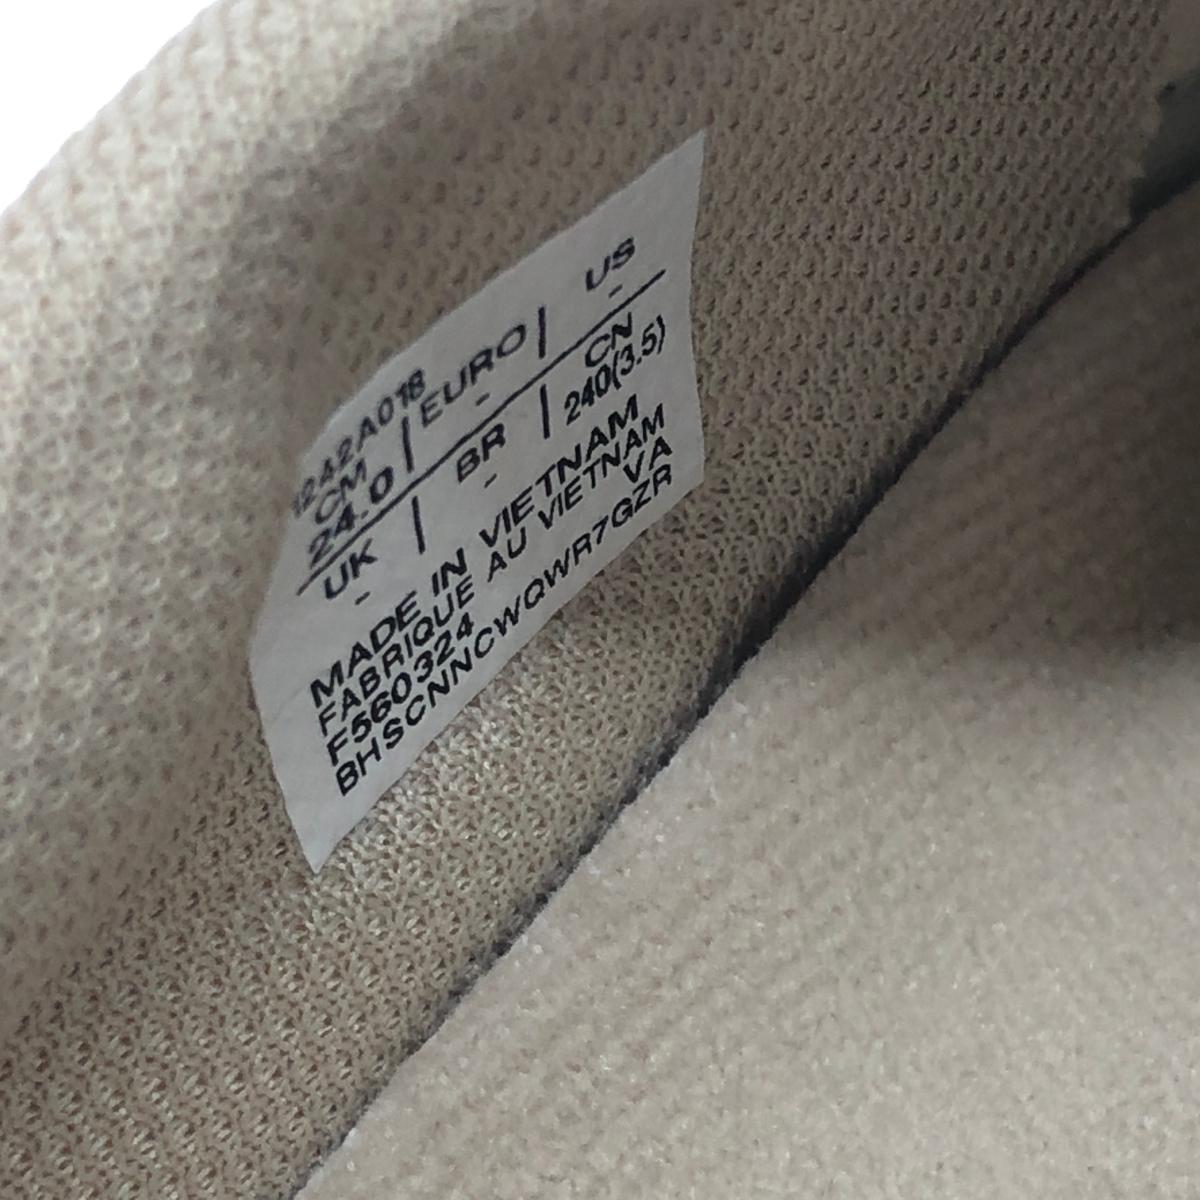 1242A018
CM | EURO | US
24.0 - -
UK | BR | CN
- - 240(3.5)
MADE IN VIETNAM
FABRIQUE AU VIETNAM
F560324 VA
BHSCNNCWQWR7GZR